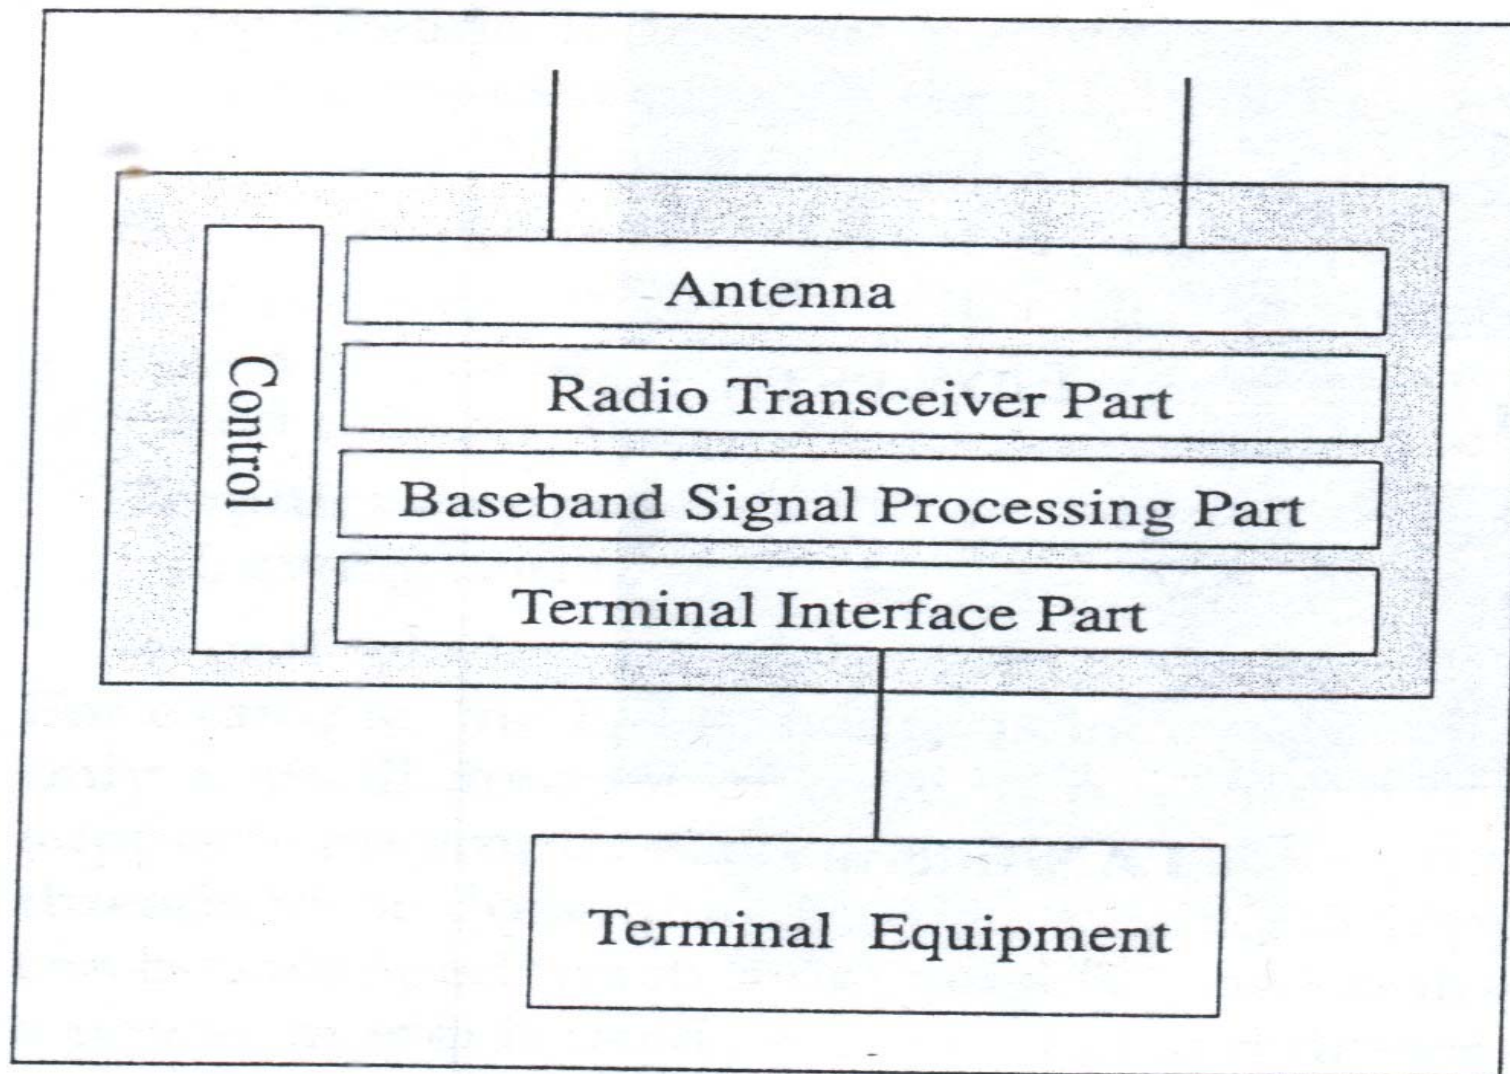 Antenna
Control
Radio Transceiver Part
Baseband Signal Processing Part
Terminal Interface Part
Terminal Equipment